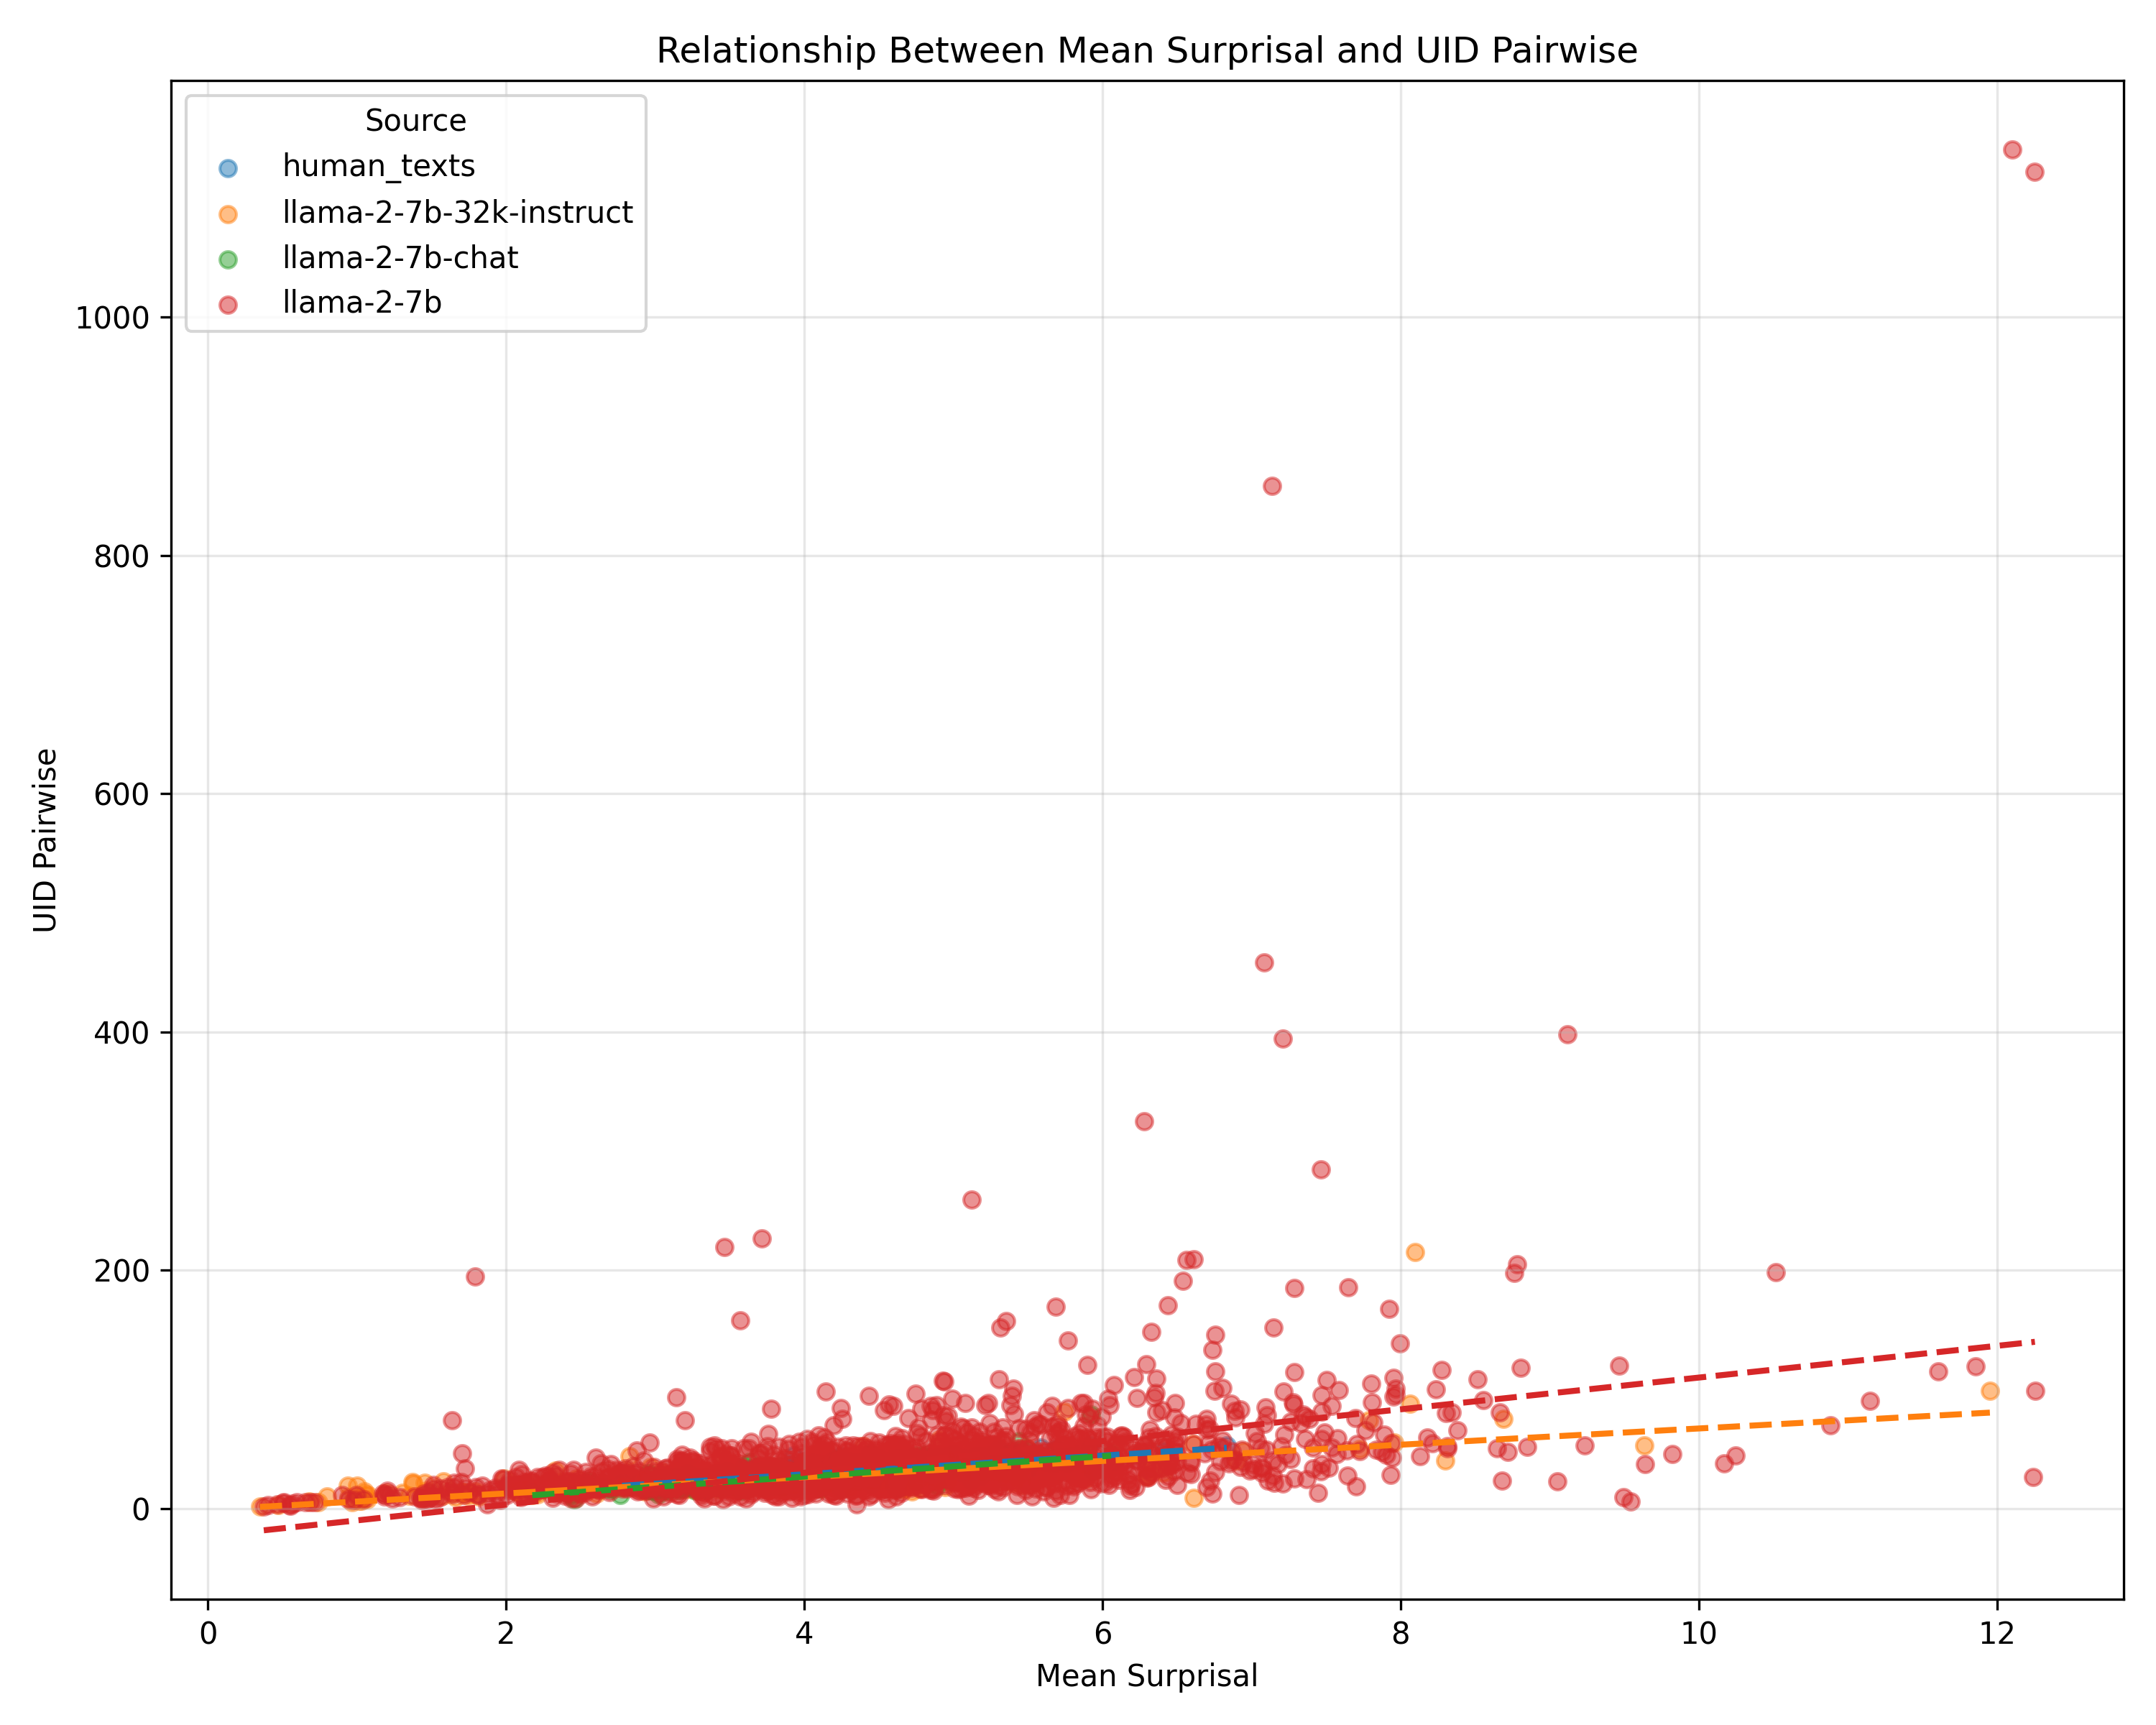 Relationship Between Mean Surprisal and UID Pairwise
Source
human_texts
llama-2-7b-32k-instruct
llama-2-7b-chat
llama-2-7b
1000
800
600
400
200
0
UID Pairwise
0 2 4 6 8 10 12
Mean Surprisal